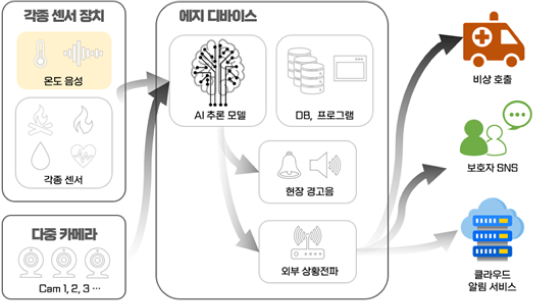 각종 센서 장치
온도 음성
각종 센서
다중 카메라
Cam 1, 2, 3 ···
에지 디바이스
AI 추론 모델
DB, 프로그램
현장 경고음
외부 상황전파
비상 호출
보호자 SNS
클라우드
알림 서비스